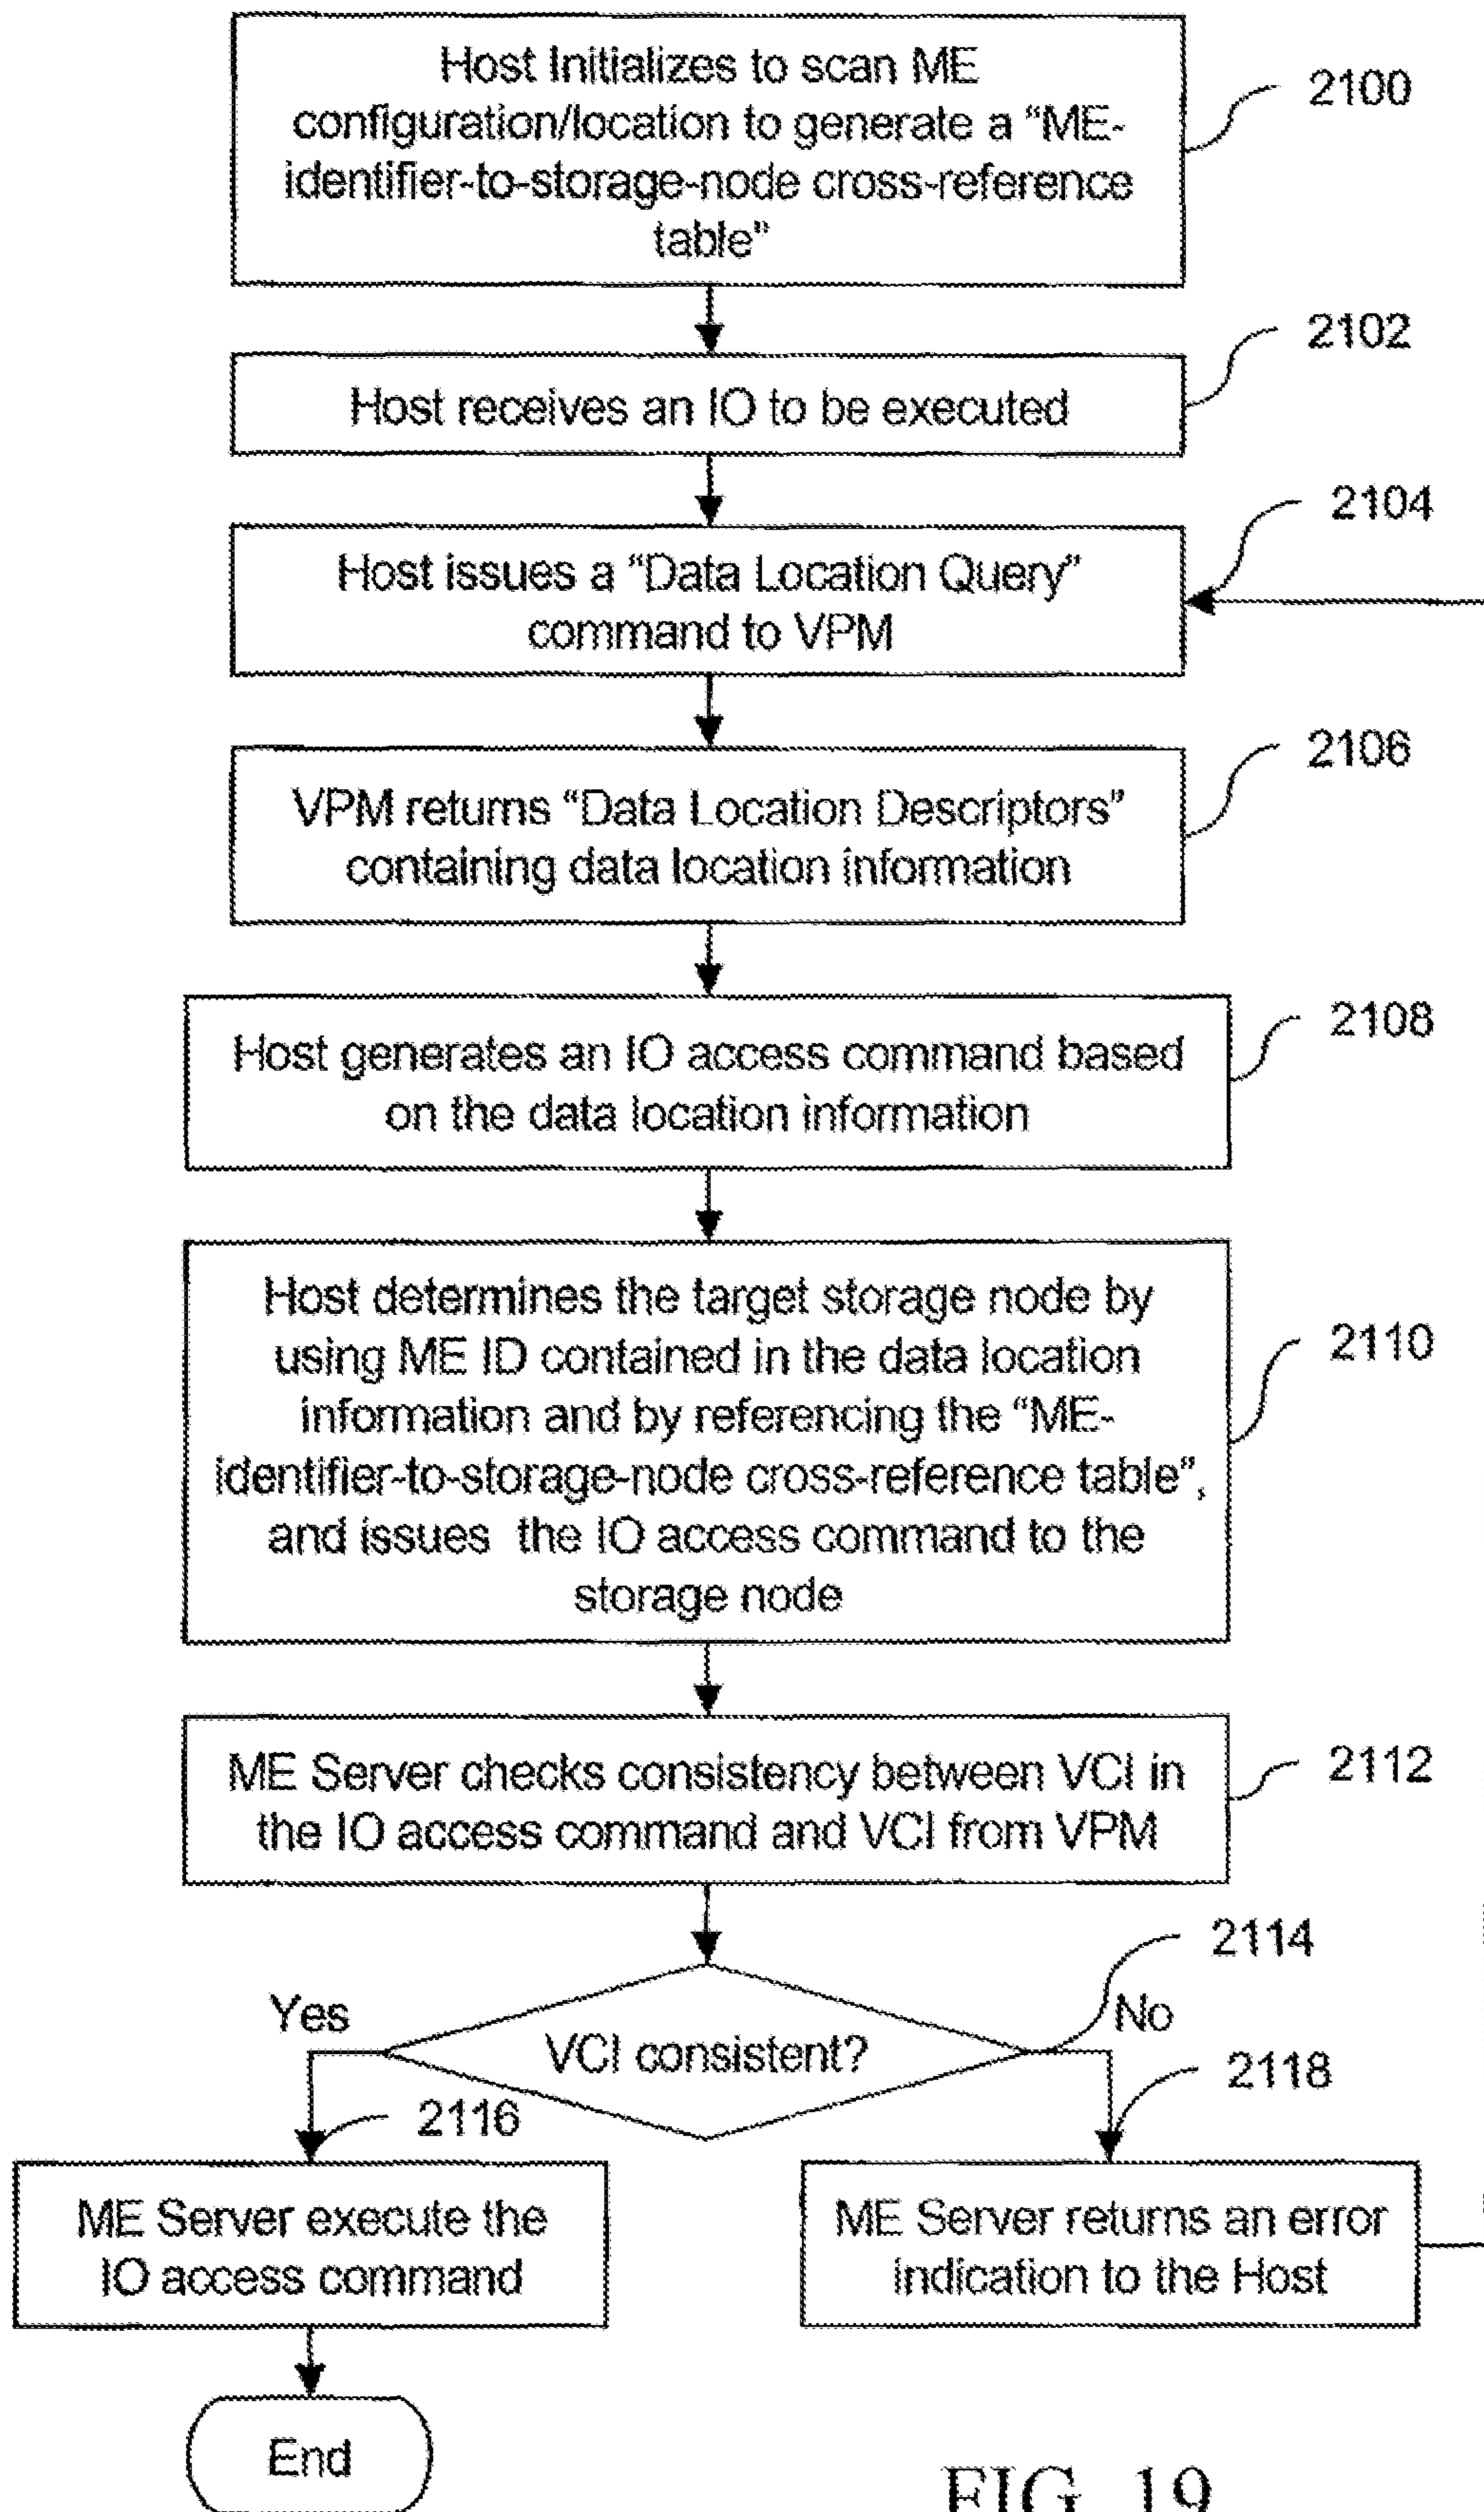 Host Initializes to scan ME
configuration/location to generate a “ME-
identifier-to-storage-node cross-reference
table”
2100
2102
Host receives an IO to be executed
2104
Host issues a “Data Location Query”
command to VPM
2106
VPM returns “Data Location Descriptors”
containing data location information
2108
Host generates an IO access command based
on the data location information
Host determines the target storage node by
using ME ID contained in the data location
information and by referencing the “ME-
identifier-to-storage-node cross-reference table”,
and issues the IO access command to the
storage node
2110
ME Server checks consistency between VCI in
the IO access command and VCI from VPM
2112
2114
Yes
No
VCI consistent?
2118
2116
ME Server execute the
IO access command
ME Server returns an error
indication to the Host
End
FIG. 19